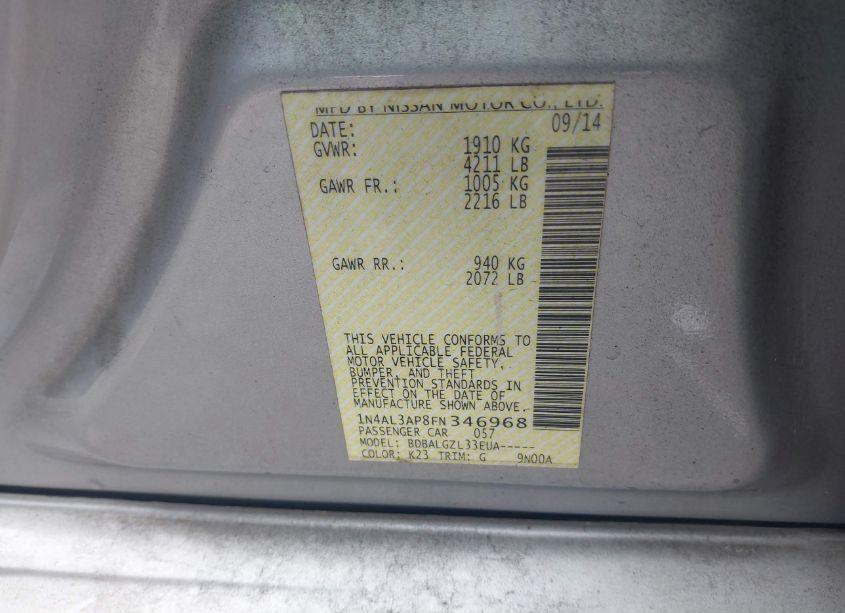 MFD BY NISSAN MOTOR CO., LTD.
DATE: 09/14
GVWR: 1910 KG
4211 LB
GAWR FR.: 1005 KG
2216 LB
GAWR RR.: 940 KG
2072 LB
THIS VEHICLE CONFORMS TO
ALL APPLICABLE FEDERAL
MOTOR VEHICLE SAFETY,
BUMPER, AND THEFT
PREVENTION STANDARDS IN
EFFECT ON THE DATE OF
MANUFACTURE SHOWN ABOVE.
1N4AL3AP8FN346968
PASSENGER CAR 057
MODEL: BDBALGZL33EUA-----
COLOR: K23 TRIM: G 9N00A